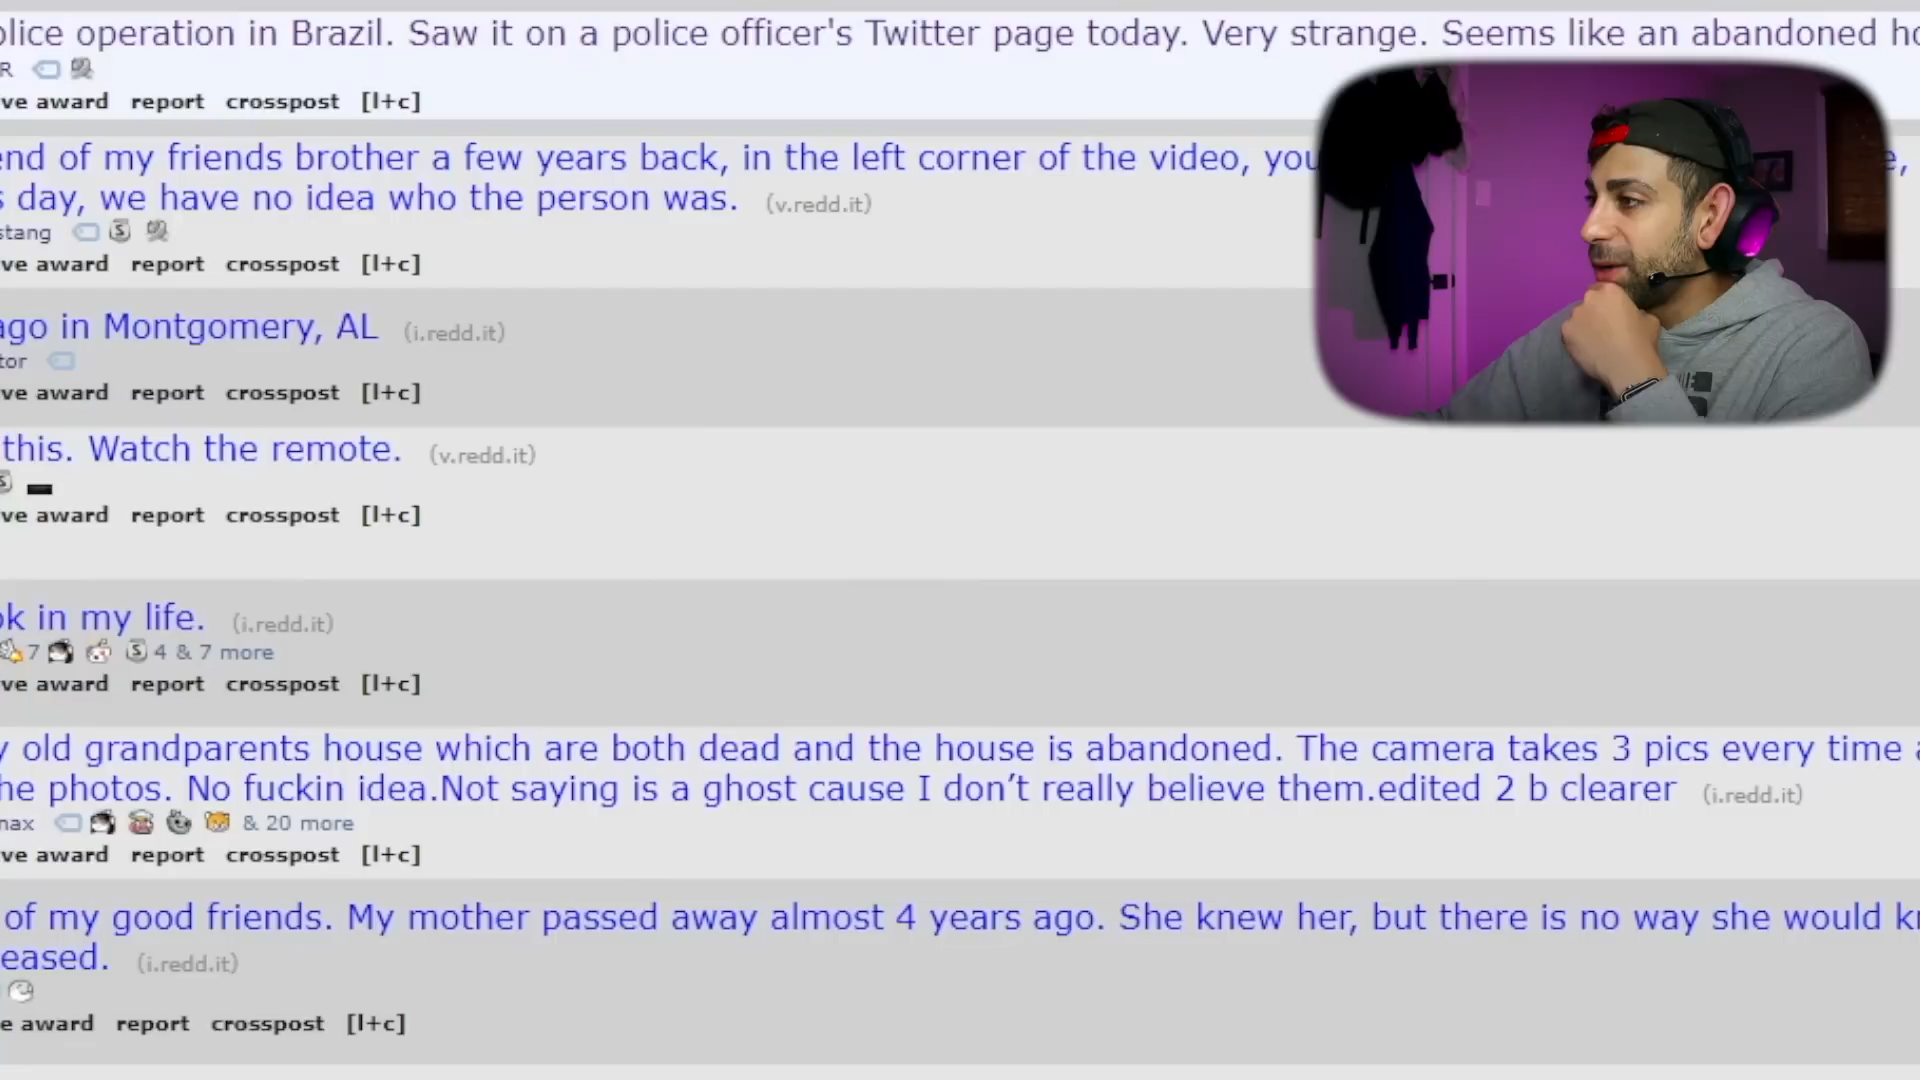 olice operation in Brazil. Saw it on a police officer's Twitter page today. Very strange. Seems like an abandoned
R
ve award report crosspost [l+c]
end of my friends brother a few years back, in the left corner of the video, you
s day, we have no idea who the person was. (v.redd.it)
stang
ve award report crosspost [l+c]
ago in Montgomery, AL (i.redd.it)
tor
ve award report crosspost [l+c]
this. Watch the remote. (v.redd.it)
ve award report crosspost [l+c]
ok in my life. (i.redd.it)
7 4 & 7 more
ve award report crosspost [l+c]
y old grandparents house which are both dead and the house is abandoned. The camera takes 3 pics every time a
he photos. No fuckin idea.Not saying is a ghost cause I don’t really believe them.edited 2 b clearer (i.redd.it)
max & 20 more
ve award report crosspost [l+c]
of my good friends. My mother passed away almost 4 years ago. She knew her, but there is no way she would kn
eased. (i.redd.it)
e award report crosspost [l+c]